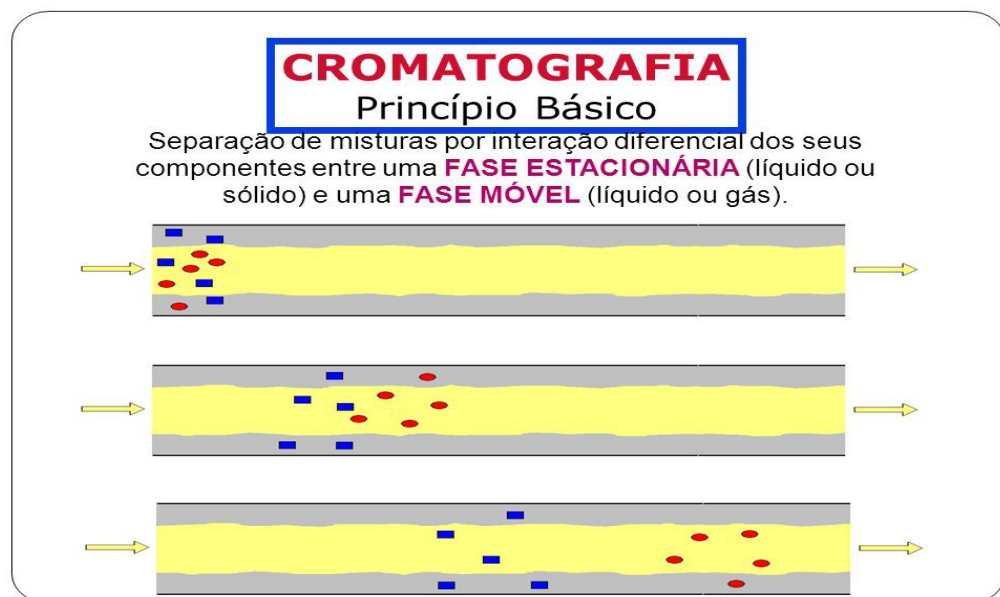 CROMATOGRAFIA
Princípio Básico
Separação de misturas por interação diferencial dos seus
componentes entre uma FASE ESTACIONÁRIA (líquido ou
sólido) e uma FASE MÓVEL (líquido ou gás).